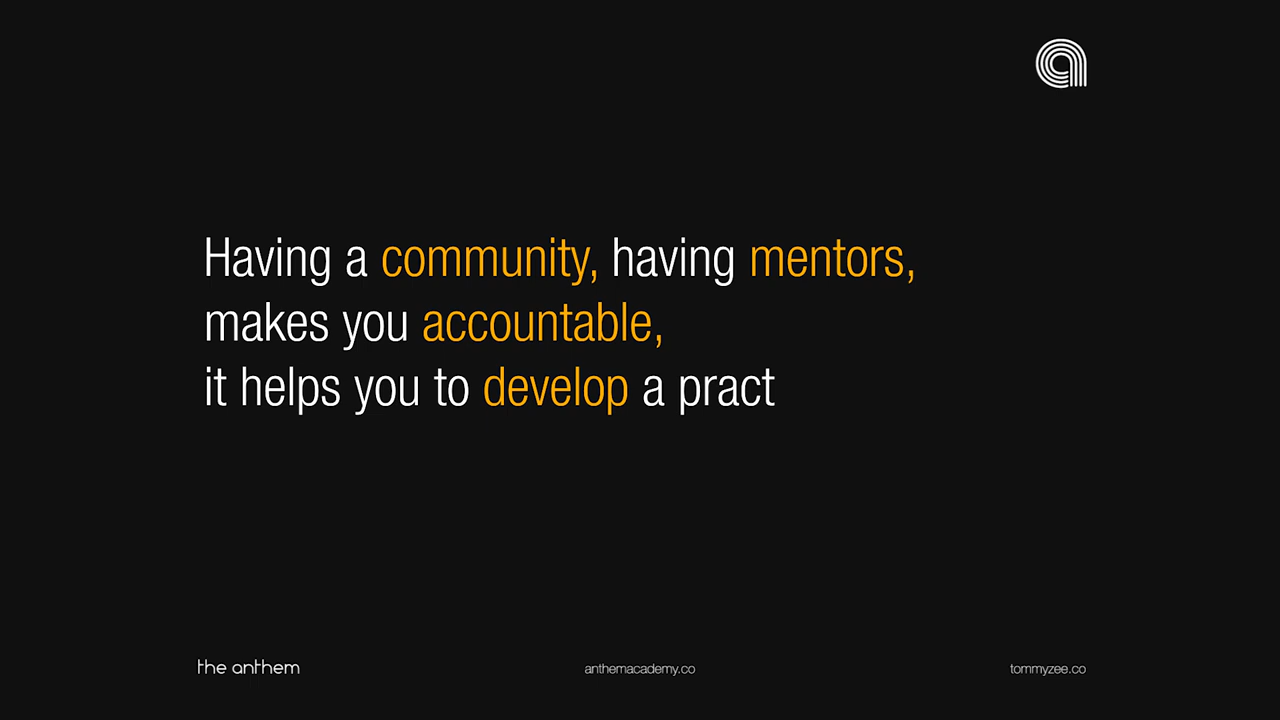 Having a community, having mentors,
makes you accountable,
it helps you to develop a pract
the anthem
anthemacademy.co
tommyzee.co